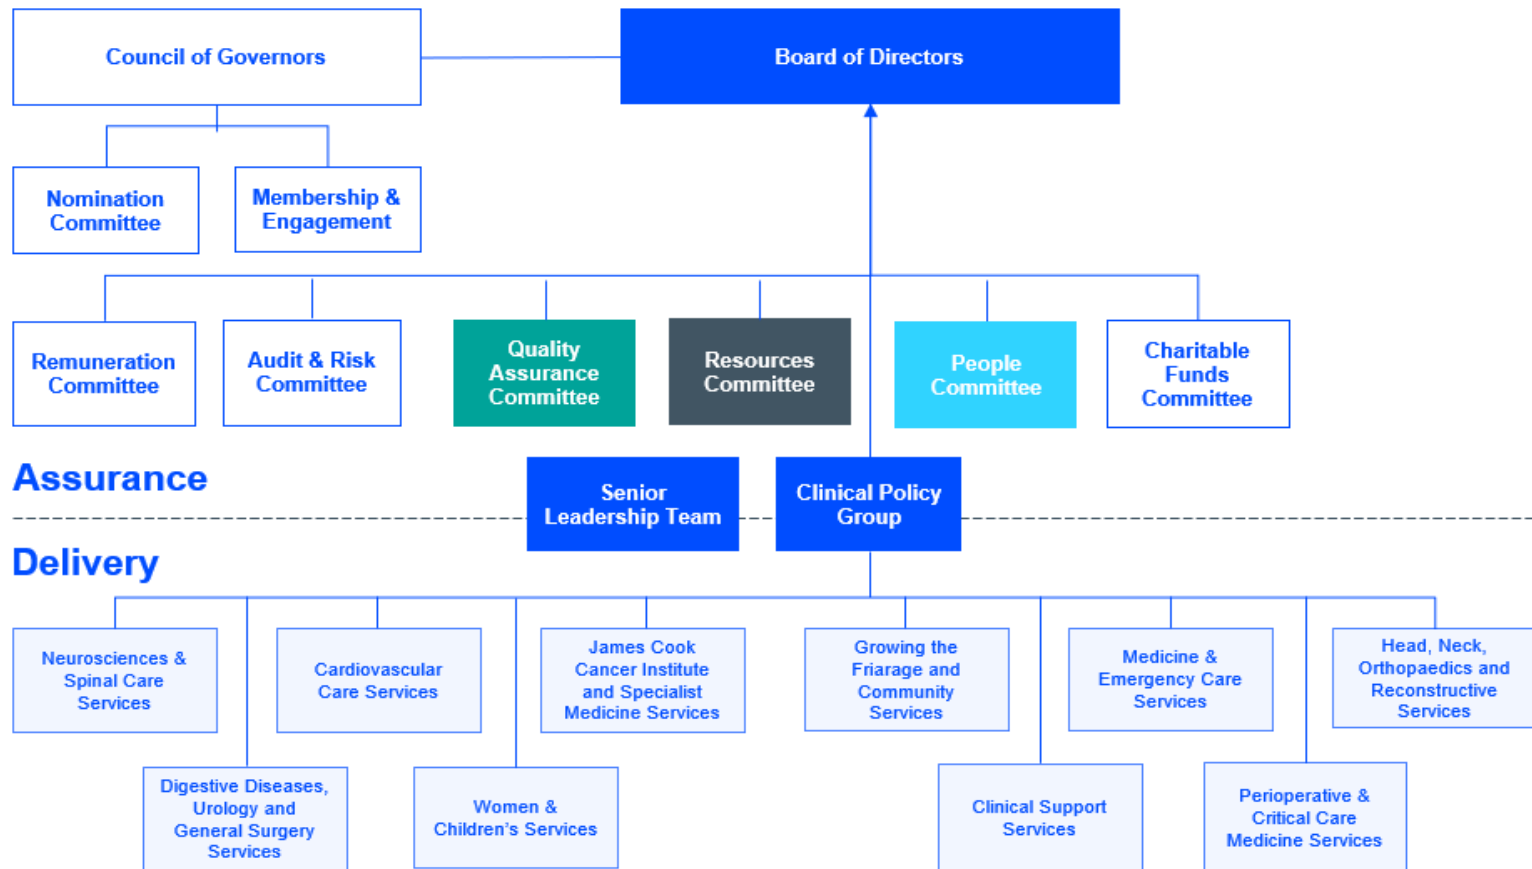 Council of Governors
Board of Directors
Nomination
Committee
Membership &
Engagement
Remuneration
Committee
Audit & Risk
Committee
Quality
Assurance
Committee
Resources
Committee
People
Committee
Charitable
Funds
Committee
Assurance
Senior
Leadership Team
Clinical Policy
Group
Delivery
Neurosciences &
Spinal Care
Services
Cardiovascular
Care Services
James Cook
Cancer Institute
and Specialist
Medicine Services
Growing the
Friarage and
Community
Services
Medicine &
Emergency Care
Services
Head, Neck,
Orthopaedics and
Reconstructive
Services
Digestive Diseases,
Urology and
General Surgery
Services
Women &
Children's Services
Clinical Support
Services
Perioperative &
Critical Care
Medicine Services